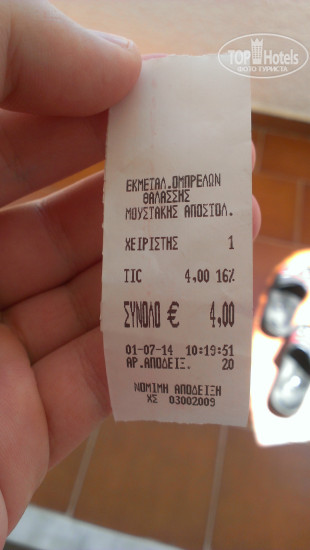 TOP Hotels
ФОТО ТУРИСТА
ΕΚΜΕΤΑΛ.ΟΜΠΡΕΛΩΝ
ΘΑΛΑΣΣΗΣ
ΜΟΥΣΤΑΚΗΣ ΑΠΟΣΤΟΛ.
ΧΕΙΡΙΣΤΗΣ 1
TIC 4,00 16%
ΣΥΝΟΛΟ € 4,00
01-07-14 10:19:51
ΑΡ.ΑΠΟΔΕΙΞ. 20
ΝΟΜΙΜΗ ΑΠΟΔΕΙΞΗ
ΧΣ 03002009